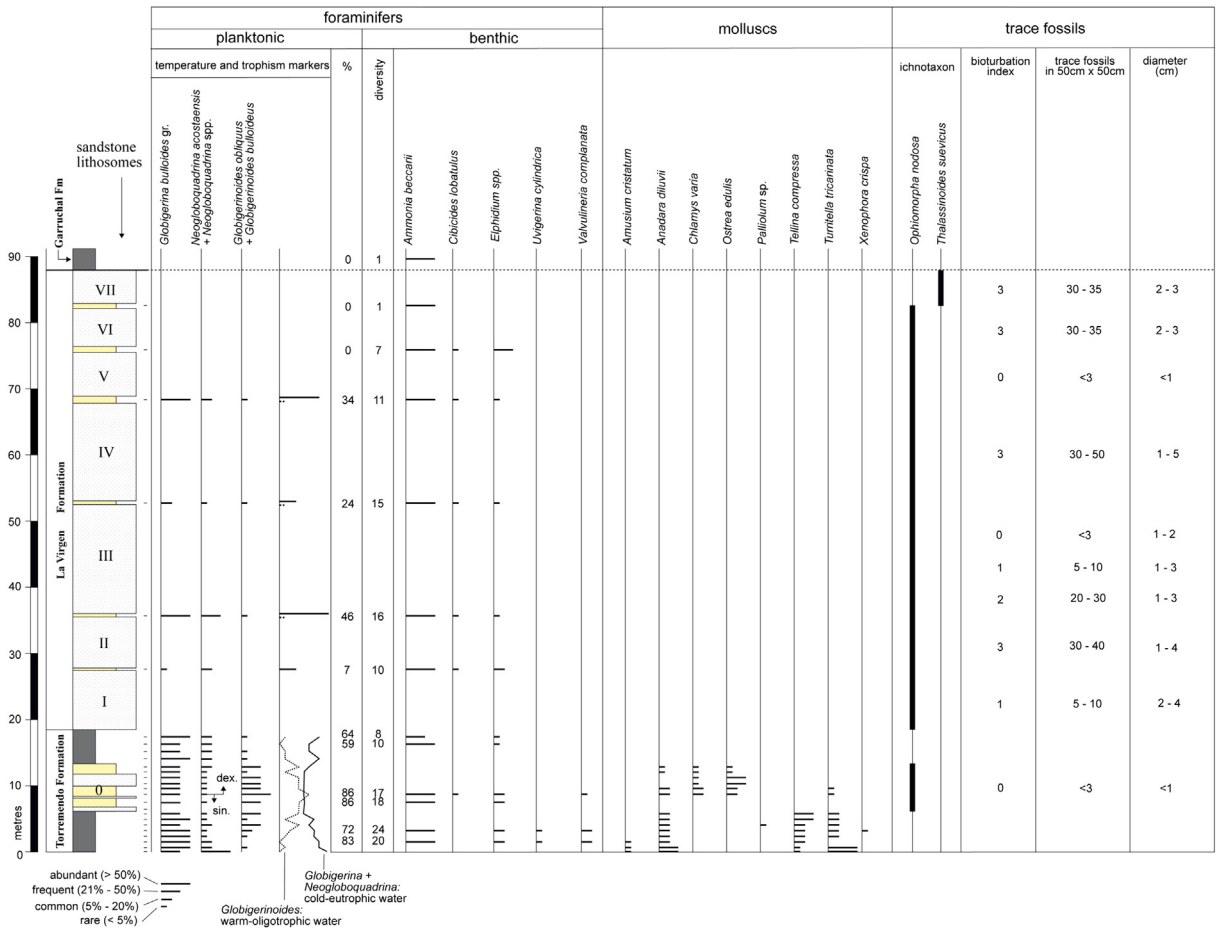 foraminifers
molluscs
trace fossils
planktonic
benthic
temperature and trophism markers
%
diversity
ichnotaxon
bioturbation
index
trace fossils
in 50cm x 50cm
diameter
(cm)
sandstone
lithosomes
Globigerina bulloides gr.
Neogloboquadrina acostaensis
+ Neogloboquadrina spp.
Globigerinoides obliquus
+ Globigerinoides bulloideus
Ammonia beccarii
Cibicides lobatulus
Elphidium spp.
Uvigerina cylindrica
Valvulineria complanata
Amusium cristatum
Anadara diluvii
Chlamys varia
Ostrea edulis
Palliolum sp.
Tellina compressa
Turritella tricarinata
Xenophora crispa
Ophiomorpha nodosa
Thalassinoides suevicus
Garruchal Fm
90
0 1
VII
3 30 - 35 2 - 3
0 1
80
VI
3 30 - 35 2 - 3
0 7
V
0 <3 <1
70
34 11
IV
3 30 - 50 1 - 5
60
La Virgen Formation
24 15
50
III
0 <3 1 - 2
1 5 - 10 1 - 3
40
2 20 - 30 1 - 3
46 16
II
3 30 - 40 1 - 4
30
7 10
I
1 5 - 10 2 - 4
20
Torremendo Formation
64 8
59 10
10
0
dex.
sin.
86 17
86 18
0 <3 <1
72 24
83 20
metres
0
abundant (> 50%)
frequent (21% - 50%)
common (5% - 20%)
rare (< 5%)
Globigerina +
Neogloboquadrina:
cold-eutrophic water
Globigerinoides:
warm-oligotrophic water